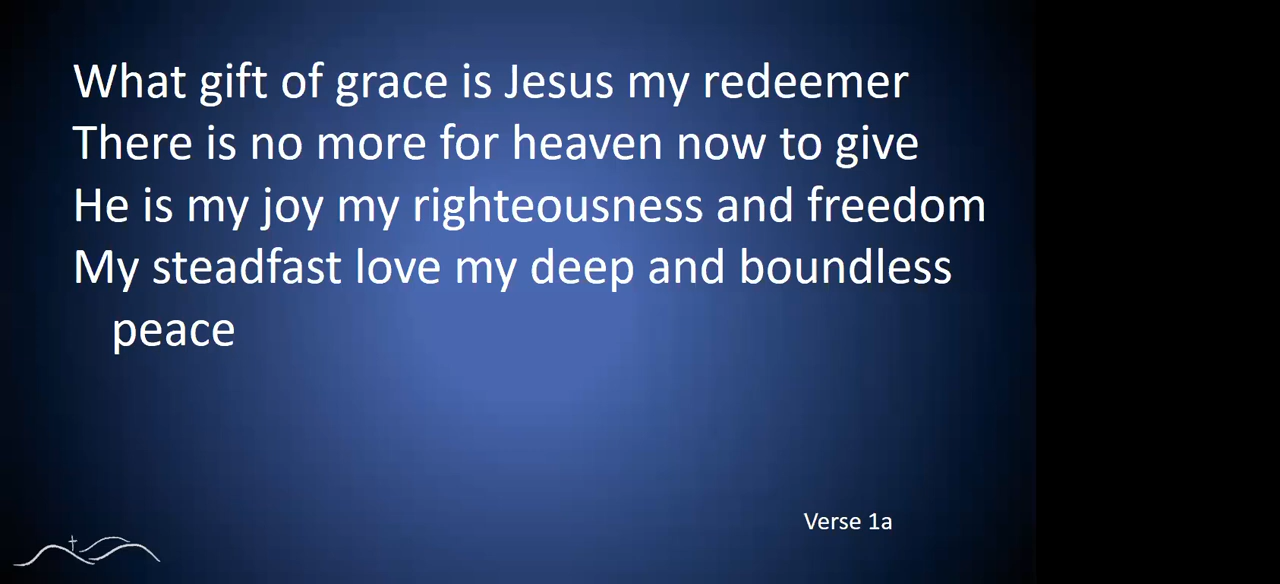 What gift of grace is Jesus my redeemer
There is no more for heaven now to give
He is my joy my righteousness and freedom
My steadfast love my deep and boundless
peace
Verse 1a